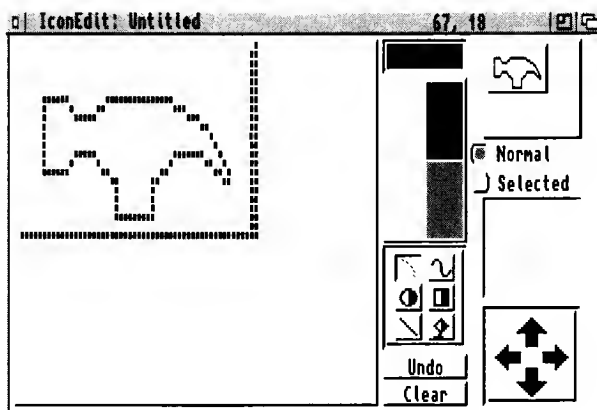 IconEdit: Untitled 67, 18
Normal
Selected
Undo
Clear